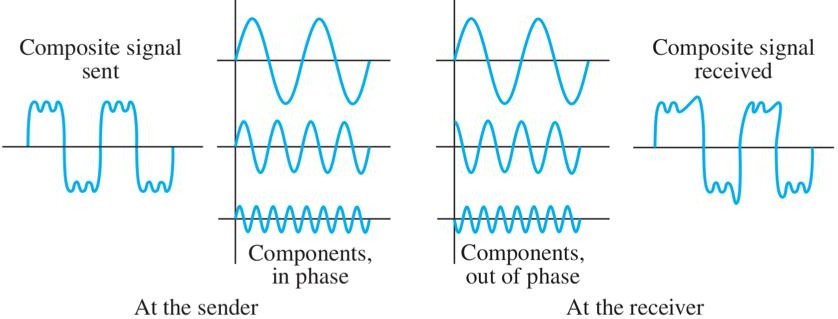 Composite signal
sent
Components,
in phase
At the sender
Components,
out of phase
Composite signal
received
At the receiver